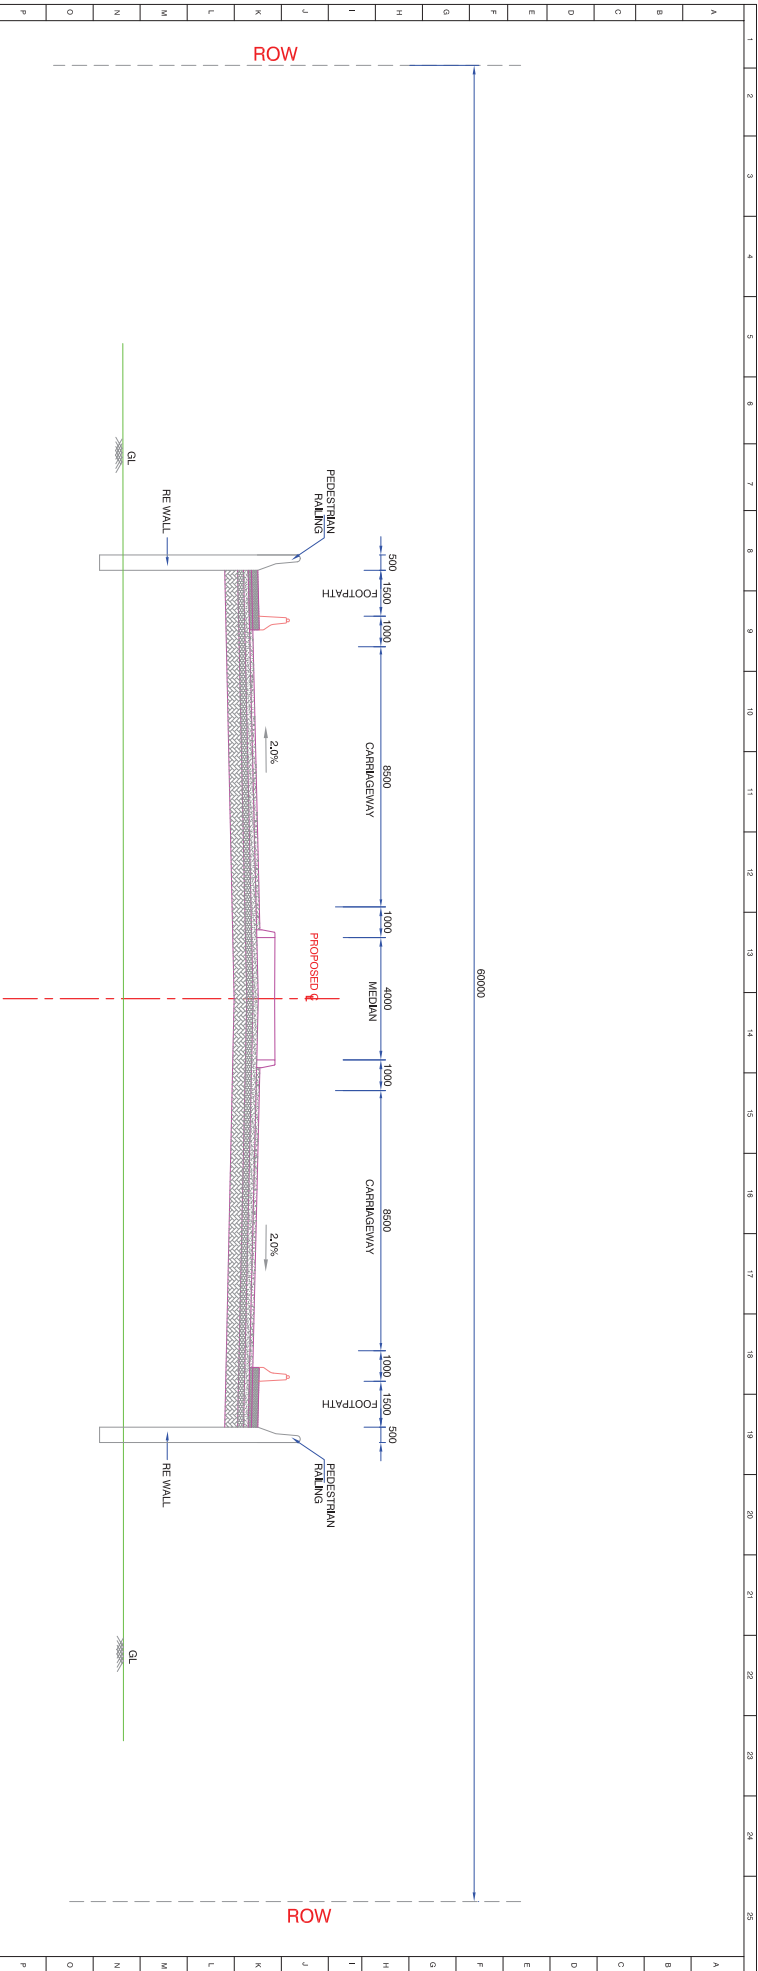 1 2 3 4 5 6 7 8 9 10 11 12 13 14 15 16 17 18 19 20 21 22 23 24 25
A
B
C
D
E
F
G
H
I
J
K
L
M
N
O
P
60000
ROW
ROW
500
1500
1000
8500
1000
4000
1000
8500
1000
1500
500
FOOTPATH
CARRIAGEWAY
MEDIAN
CARRIAGEWAY
FOOTPATH
PEDESTRIAN
RAILING
PEDESTRIAN
RAILING
PROPOSED ℄
2.0%
2.0%
RE WALL
RE WALL
GL
GL
A
B
C
D
E
F
G
H
I
J
K
L
M
N
O
P